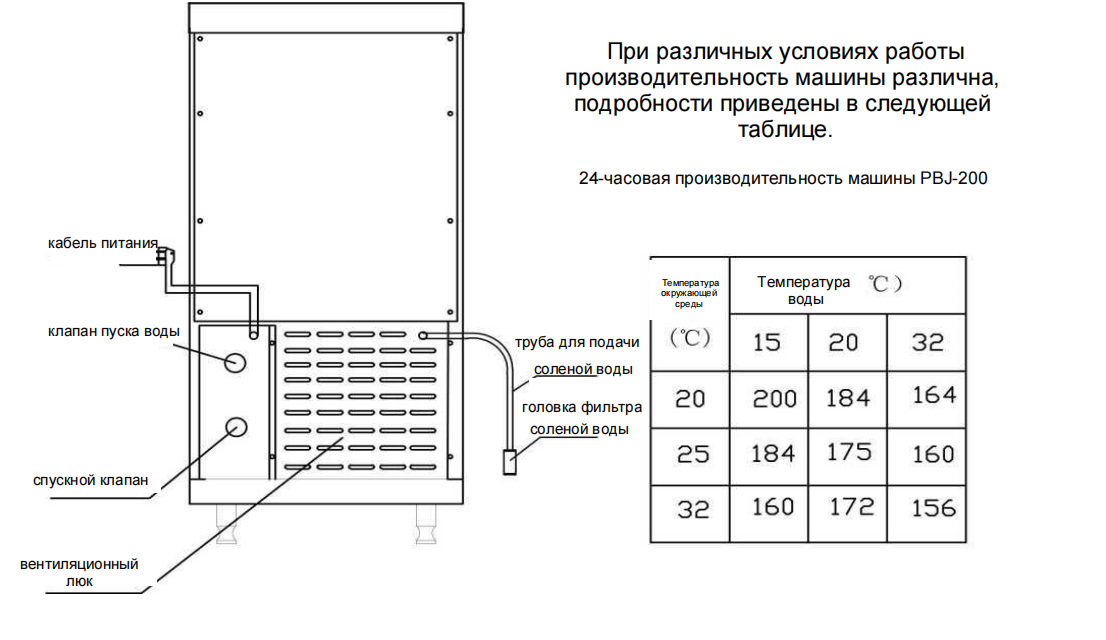 При различных условиях работы
производительность машины различна,
подробности приведены в следующей
таблице.
24-часовая производительность машины PBJ-200
кабель питания
клапан пуска воды
спускной клапан
вентиляционный
люк
труба для подачи
соленой воды
головка фильтра
соленой воды
Температура
окружающей
среды
(℃)
Температура ℃)
воды
15 20 32
20 200 184 164
25 184 175 160
32 160 172 156